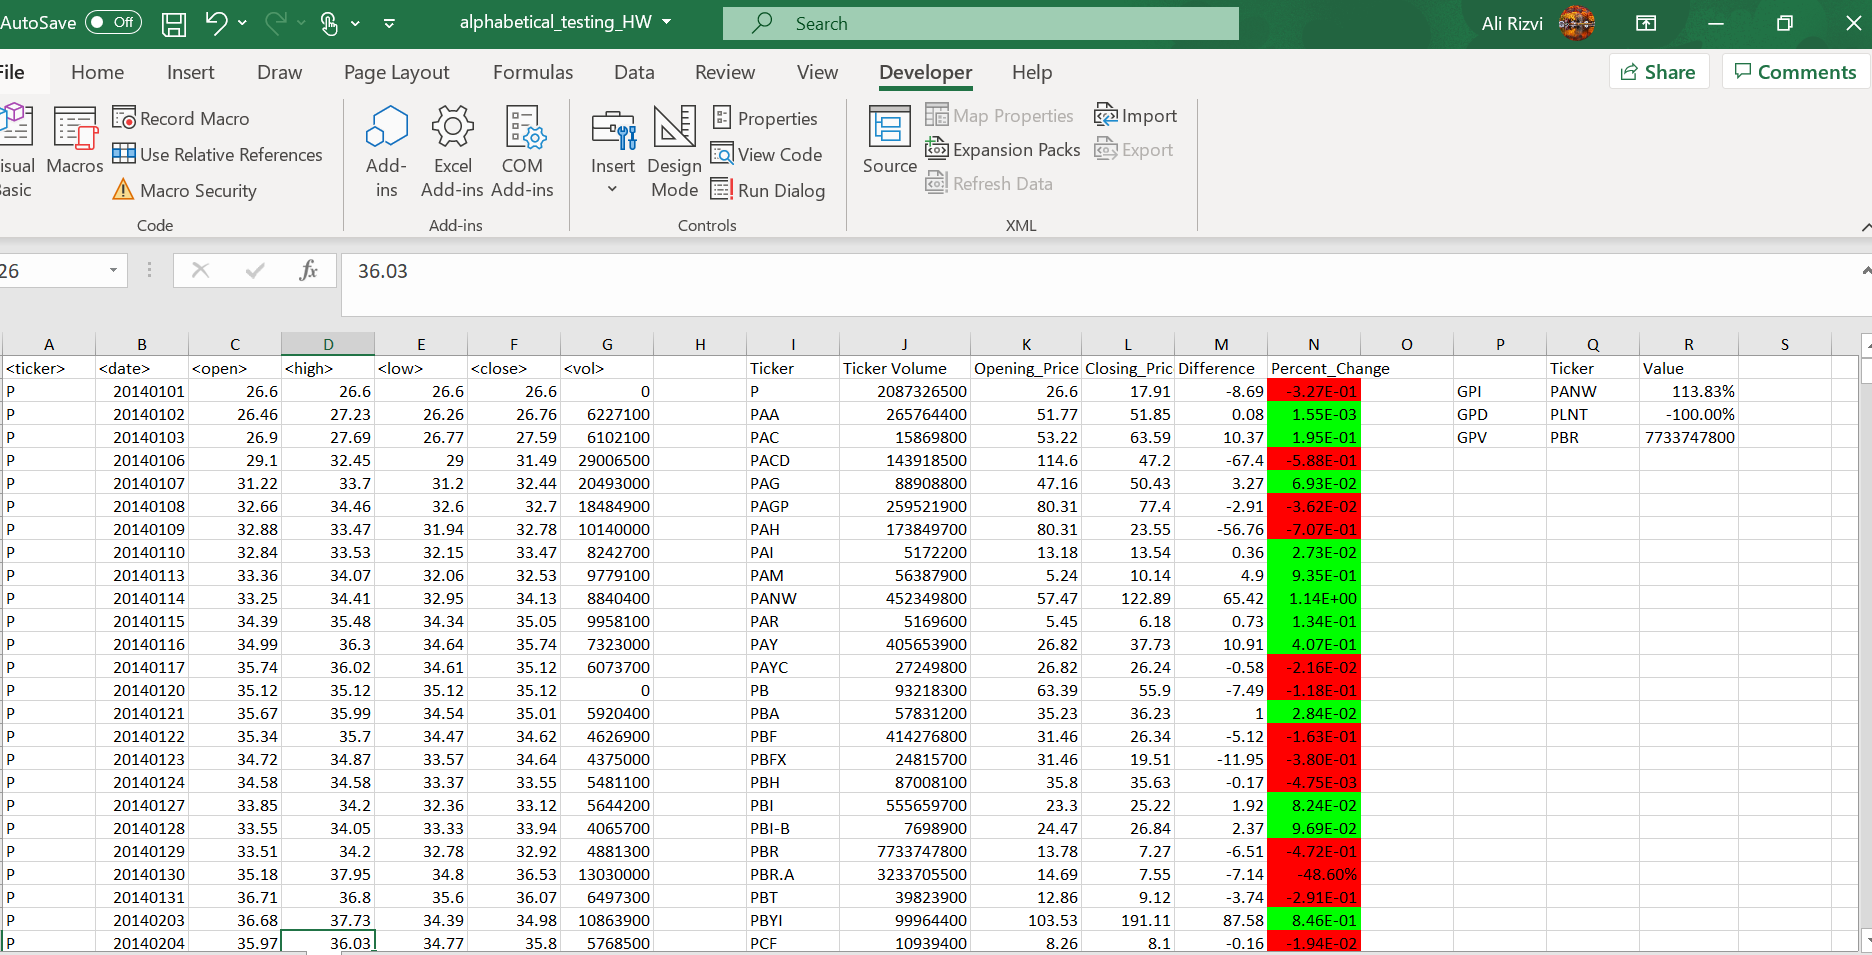 AutoSave Off alphabetical_testing_HW Search Ali Rizvi
File Home Insert Draw Page Layout Formulas Data Review View Developer Help Share Comments
Visual Basic Macros Record Macro Use Relative References Macro Security Code
Add-ins Excel Add-ins COM Add-ins Add-ins
Insert Design Mode Properties View Code Run Dialog Controls
Source Map Properties Expansion Packs Refresh Data Import Export XML
26 fx 36.03
A B C D E F G H I J K L M N O P Q R S
<ticker> <date> <open> <high> <low> <close> <vol> Ticker Ticker Volume Opening_Price Closing_Pric Difference Percent_Change Ticker Value
P 20140101 26.6 26.6 26.6 26.6 0 P 2087326500 26.6 17.91 -8.69 -3.27E-01 GPI PANW 113.83%
P 20140102 26.46 27.23 26.26 26.76 6227100 PAA 265764400 51.77 51.85 0.08 1.55E-03 GPD PLNT -100.00%
P 20140103 26.9 27.69 26.77 27.59 6102100 PAC 15869800 53.22 63.59 10.37 1.95E-01 GPV PBR 7733747800
P 20140106 29.1 32.45 29 31.49 29006500 PACD 143918500 114.6 47.2 -67.4 -5.88E-01
P 20140107 31.22 33.7 31.2 32.44 20493000 PAG 88908800 47.16 50.43 3.27 6.93E-02
P 20140108 32.66 34.46 32.6 32.7 18484900 PAGP 259521900 80.31 77.4 -2.91 -3.62E-02
P 20140109 32.88 33.47 31.94 32.78 10140000 PAH 173849700 80.31 23.55 -56.76 -7.07E-01
P 20140110 32.84 33.53 32.15 33.47 8242700 PAI 5172200 13.18 13.54 0.36 2.73E-02
P 20140113 33.36 34.07 32.06 32.53 9779100 PAM 56387900 5.24 10.14 4.9 9.35E-01
P 20140114 33.25 34.41 32.95 34.13 8840400 PANW 452349800 57.47 122.89 65.42 1.14E+00
P 20140115 34.39 35.48 34.34 35.05 9958100 PAR 5169600 5.45 6.18 0.73 1.34E-01
P 20140116 34.99 36.3 34.64 35.74 7323000 PAY 405653900 26.82 37.73 10.91 4.07E-01
P 20140117 35.74 36.02 34.61 35.12 6073700 PAYC 27249800 26.82 26.24 -0.58 -2.16E-02
P 20140120 35.12 35.12 35.12 35.12 0 PB 93218300 63.39 55.9 -7.49 -1.18E-01
P 20140121 35.67 35.99 34.54 35.01 5920400 PBA 57831200 35.23 36.23 1 2.84E-02
P 20140122 35.34 35.7 34.47 34.62 4626900 PBF 414276800 31.46 26.34 -5.12 -1.63E-01
P 20140123 34.72 34.87 33.57 34.64 4375000 PBFX 24815700 31.46 19.51 -11.95 -3.80E-01
P 20140124 34.58 34.58 33.37 33.55 5481100 PBH 87008100 35.8 35.63 -0.17 -4.75E-03
P 20140127 33.85 34.2 32.36 33.12 5644200 PBI 555659700 23.3 25.22 1.92 8.24E-02
P 20140128 33.55 34.05 33.33 33.94 4065700 PBI-B 7698900 24.47 26.84 2.37 9.69E-02
P 20140129 33.51 34.2 32.78 32.92 4881300 PBR 7733747800 13.78 7.27 -6.51 -4.72E-01
P 20140130 35.18 37.95 34.8 36.53 13030000 PBR.A 3233705500 14.69 7.55 -7.14 -48.60%
P 20140131 36.71 36.8 35.6 36.07 6497300 PBT 39823900 12.86 9.12 -3.74 -2.91E-01
P 20140203 36.68 37.73 34.39 34.98 10863900 PBYI 99964400 103.53 191.11 87.58 8.46E-01
P 20140204 35.97 36.03 34.77 35.8 5768500 PCF 10939400 8.26 8.1 -0.16 -1.94E-02